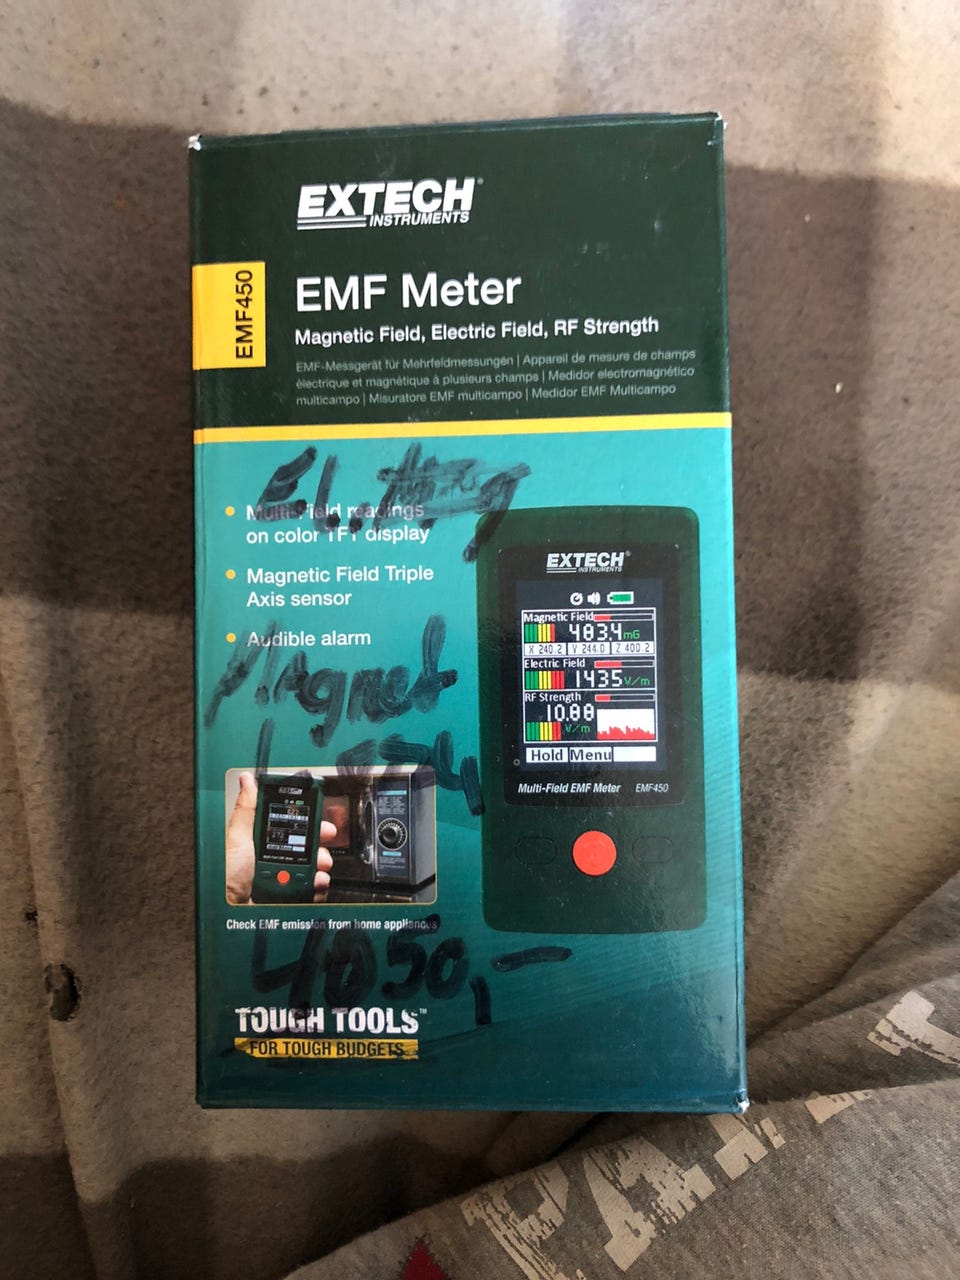 EXTECH®
INSTRUMENTS
EMF450
EMF Meter
Magnetic Field, Electric Field, RF Strength
EMF-Messgerät für Mehrfeldmessungen | Appareil de mesure de champs
électrique et magnétique à plusieurs champs | Medidor electromagnético
multicampo | Misuratore EMF multicampo | Medidor EMF Multicampo
• Multi-Field readings
on color TFT display
• Magnetic Field Triple
Axis sensor
• Audible alarm
Magnet
4050,-
EXTECH®
INSTRUMENTS
Magnetic Field
483.4 mG
X 240.2 Y 244.0 Z 400.2
Electric Field
1435 V/m
RF Strength
10.88
V/m
Hold Menu
Multi-Field EMF Meter EMF450
EXTECH
Check EMF emission from home appliances
TOUGH TOOLS™
FOR TOUGH BUDGETS